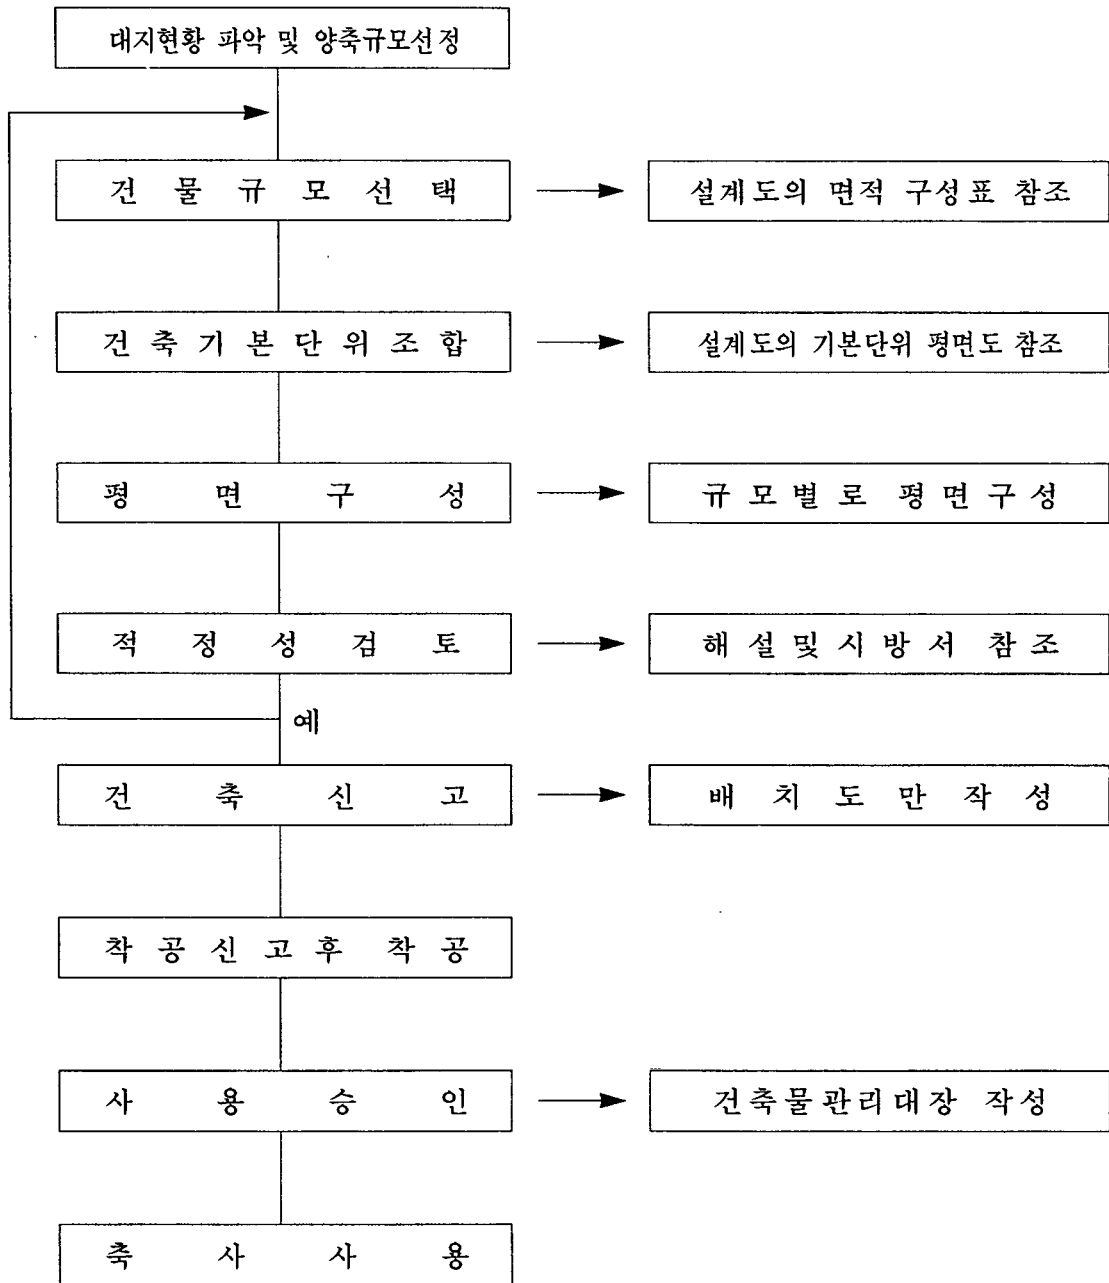 대지현황 파악 및 양축규모선정
건물규모선택
설계도의 면적 구성표 참조
건축기본단위조합
설계도의 기본단위 평면도 참조
평면구성
규모별로 평면구성
적정성검토
해설및시방서 참조
예
건축신고
배치도만작성
착공신고후 착공
사용승인
건축물관리대장 작성
축사사용